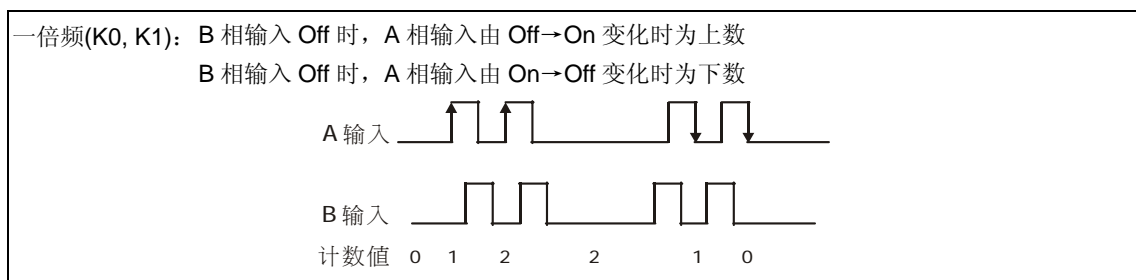 一倍频(K0, K1)：B 相输入 Off 时，A 相输入由 Off→On 变化时为上数
B 相输入 Off 时，A 相输入由 On→Off 变化时为下数
A 输入
B 输入
计数値 0 1 2 2 1 0